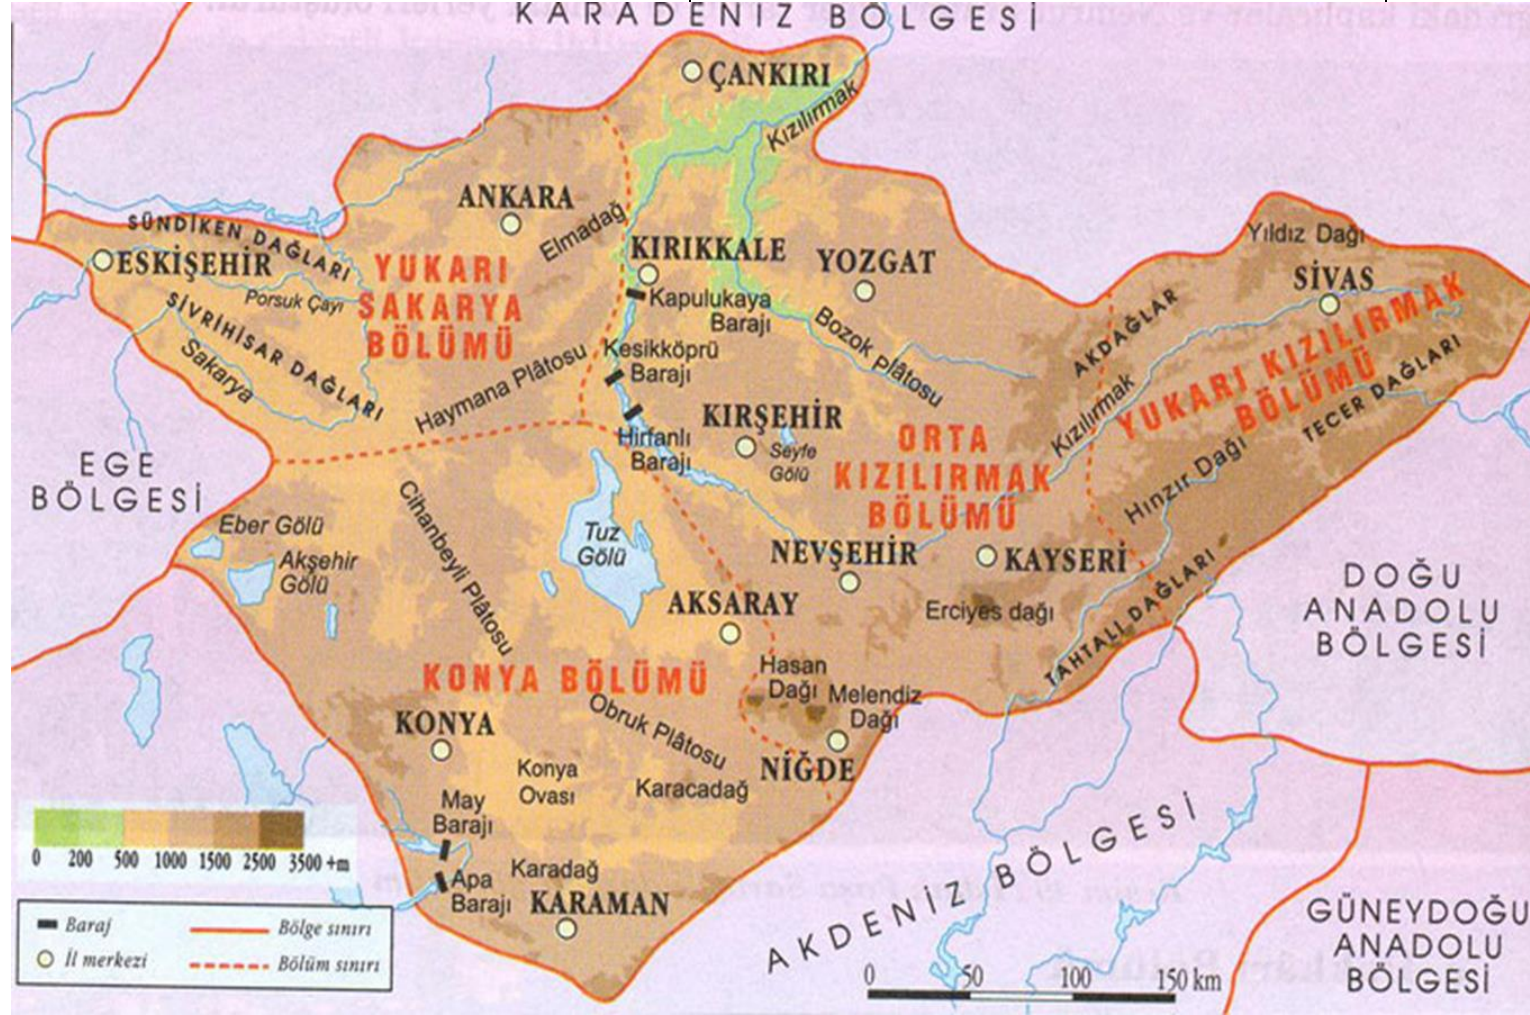 KARADENİZ BÖLGESİ
ÇANKIRI
Kızılırmak
ANKARA
Elmadağ
SÜNDİKEN DAĞLARI
ESKİŞEHİR
Porsuk Çayı
YUKARI
SAKARYA
BÖLÜMÜ
SİVRİHİSAR DAĞLARI
Sakarya
Haymana Plâtosu
KIRIKKALE
Kapulukaya
Barajı
Kesikköprü
Barajı
Hirfanlı
Barajı
YOZGAT
Bozok Plâtosu
KIRŞEHİR
Seyfe
Gölü
ORTA
KIZILIRMAK
BÖLÜMÜ
Yıldız Dağı
SİVAS
AKDAĞLAR
Kızılırmak
YUKARI KIZILIRMAK
BÖLÜMÜ
TECER DAĞLARI
Hınzır Dağı
EGE
BÖLGESİ
Eber Gölü
Akşehir
Gölü
Cihanbeyli Plâtosu
Tuz
Gölü
NEVŞEHİR
KAYSERİ
Erciyes dağı
TAHTALI DAĞLARI
AKSARAY
Hasan
Dağı
Melendiz
Dağı
NİĞDE
KONYA BÖLÜMÜ
KONYA
Obruk Plâtosu
Konya
Ovası
Karacadağ
May
Barajı
Apa
Barajı
Karadağ
KARAMAN
DOĞU
ANADOLU
BÖLGESİ
AKDENİZ BÖLGESİ
GÜNEYDOĞU
ANADOLU
BÖLGESİ
0 200 500 1000 1500 2500 3500 +m
Baraj
Bölge sınırı
İl merkezi
Bölüm sınırı
0 50 100 150 km